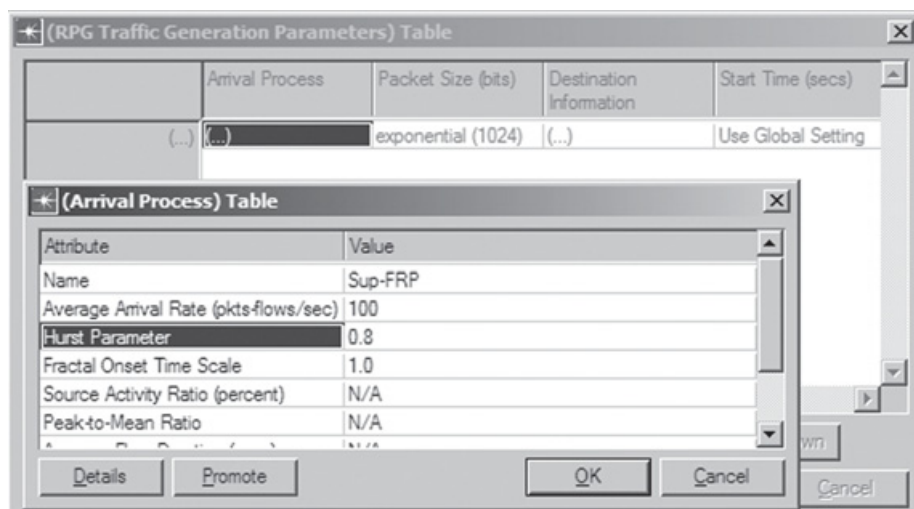 (RPG Traffic Generation Parameters) Table
Arrival Process Packet Size (bits) Destination Information Start Time (secs)
(...) (...) exponential (1024) (...) Use Global Setting
(Arrival Process) Table
Attribute Value
Name Sup-FRP
Average Arrival Rate (pkts-flows/sec) 100
Hurst Parameter 0.8
Fractal Onset Time Scale 1.0
Source Activity Ratio (percent) N/A
Peak-to-Mean Ratio N/A
Details Promote OK Cancel
wn
Cancel